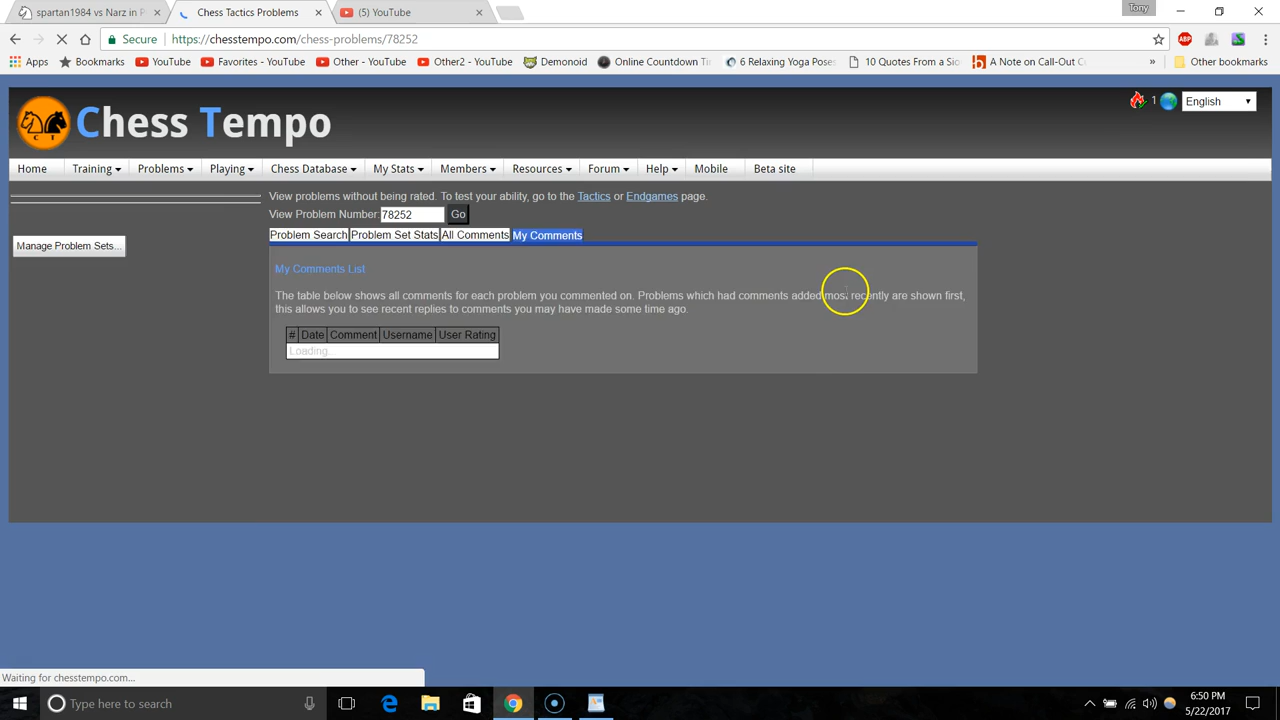 Tony
spartan1984 vs Narz in P
Chess Tactics Problems
(5) YouTube
Secure
https://chesstempo.com/chess-problems/78252
ABP
Apps
Bookmarks
YouTube
Favorites - YouTube
Other - YouTube
Other2 - YouTube
Demonoid
Online Countdown Tim
6 Relaxing Yoga Poses
10 Quotes From a Sio
A Note on Call-Out Cu
»
Other bookmarks
CT
Chess Tempo
1
English
Home
Training
Problems
Playing
Chess Database
My Stats
Members
Resources
Forum
Help
Mobile
Beta site
View problems without being rated. To test your ability, go to the Tactics or Endgames page.
View Problem Number: 78252 Go
Manage Problem Sets...
Problem Search Problem Set Stats All Comments My Comments
My Comments List
The table below shows all comments for each problem you commented on. Problems which had comments added most recently are shown first,
this allows you to see recent replies to comments you may have made some time ago.
# Date Comment Username User Rating
Loading...
Waiting for chesstempo.com...
Type here to search
6:50 PM
5/22/2017